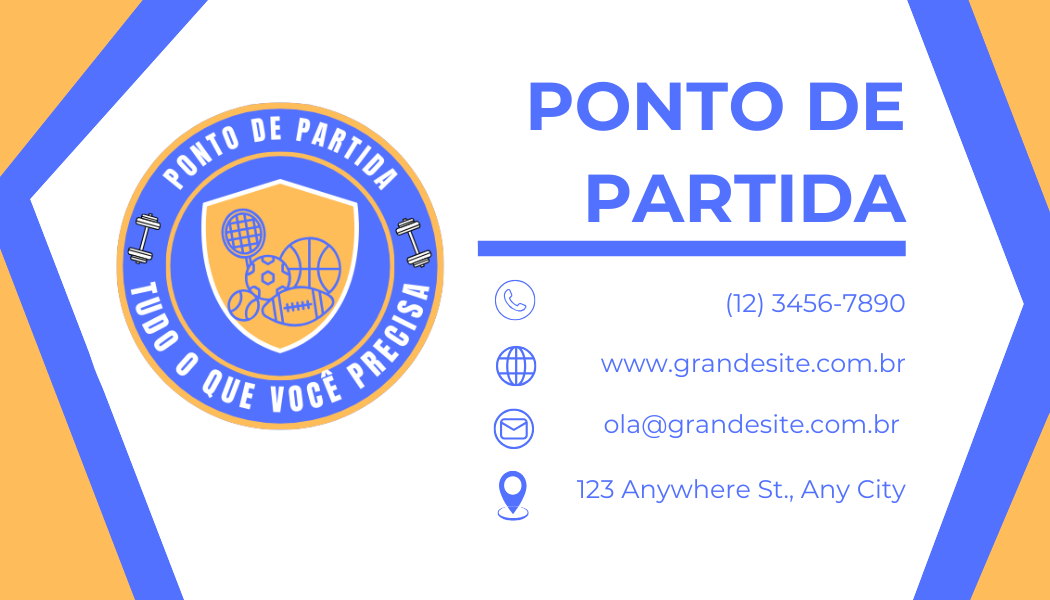 PONTO DE PARTIDA
TUDO O QUE VOCÊ PRECISA
PONTO DE
PARTIDA
(12) 3456-7890
www.grandesite.com.br
ola@grandesite.com.br
123 Anywhere St., Any City